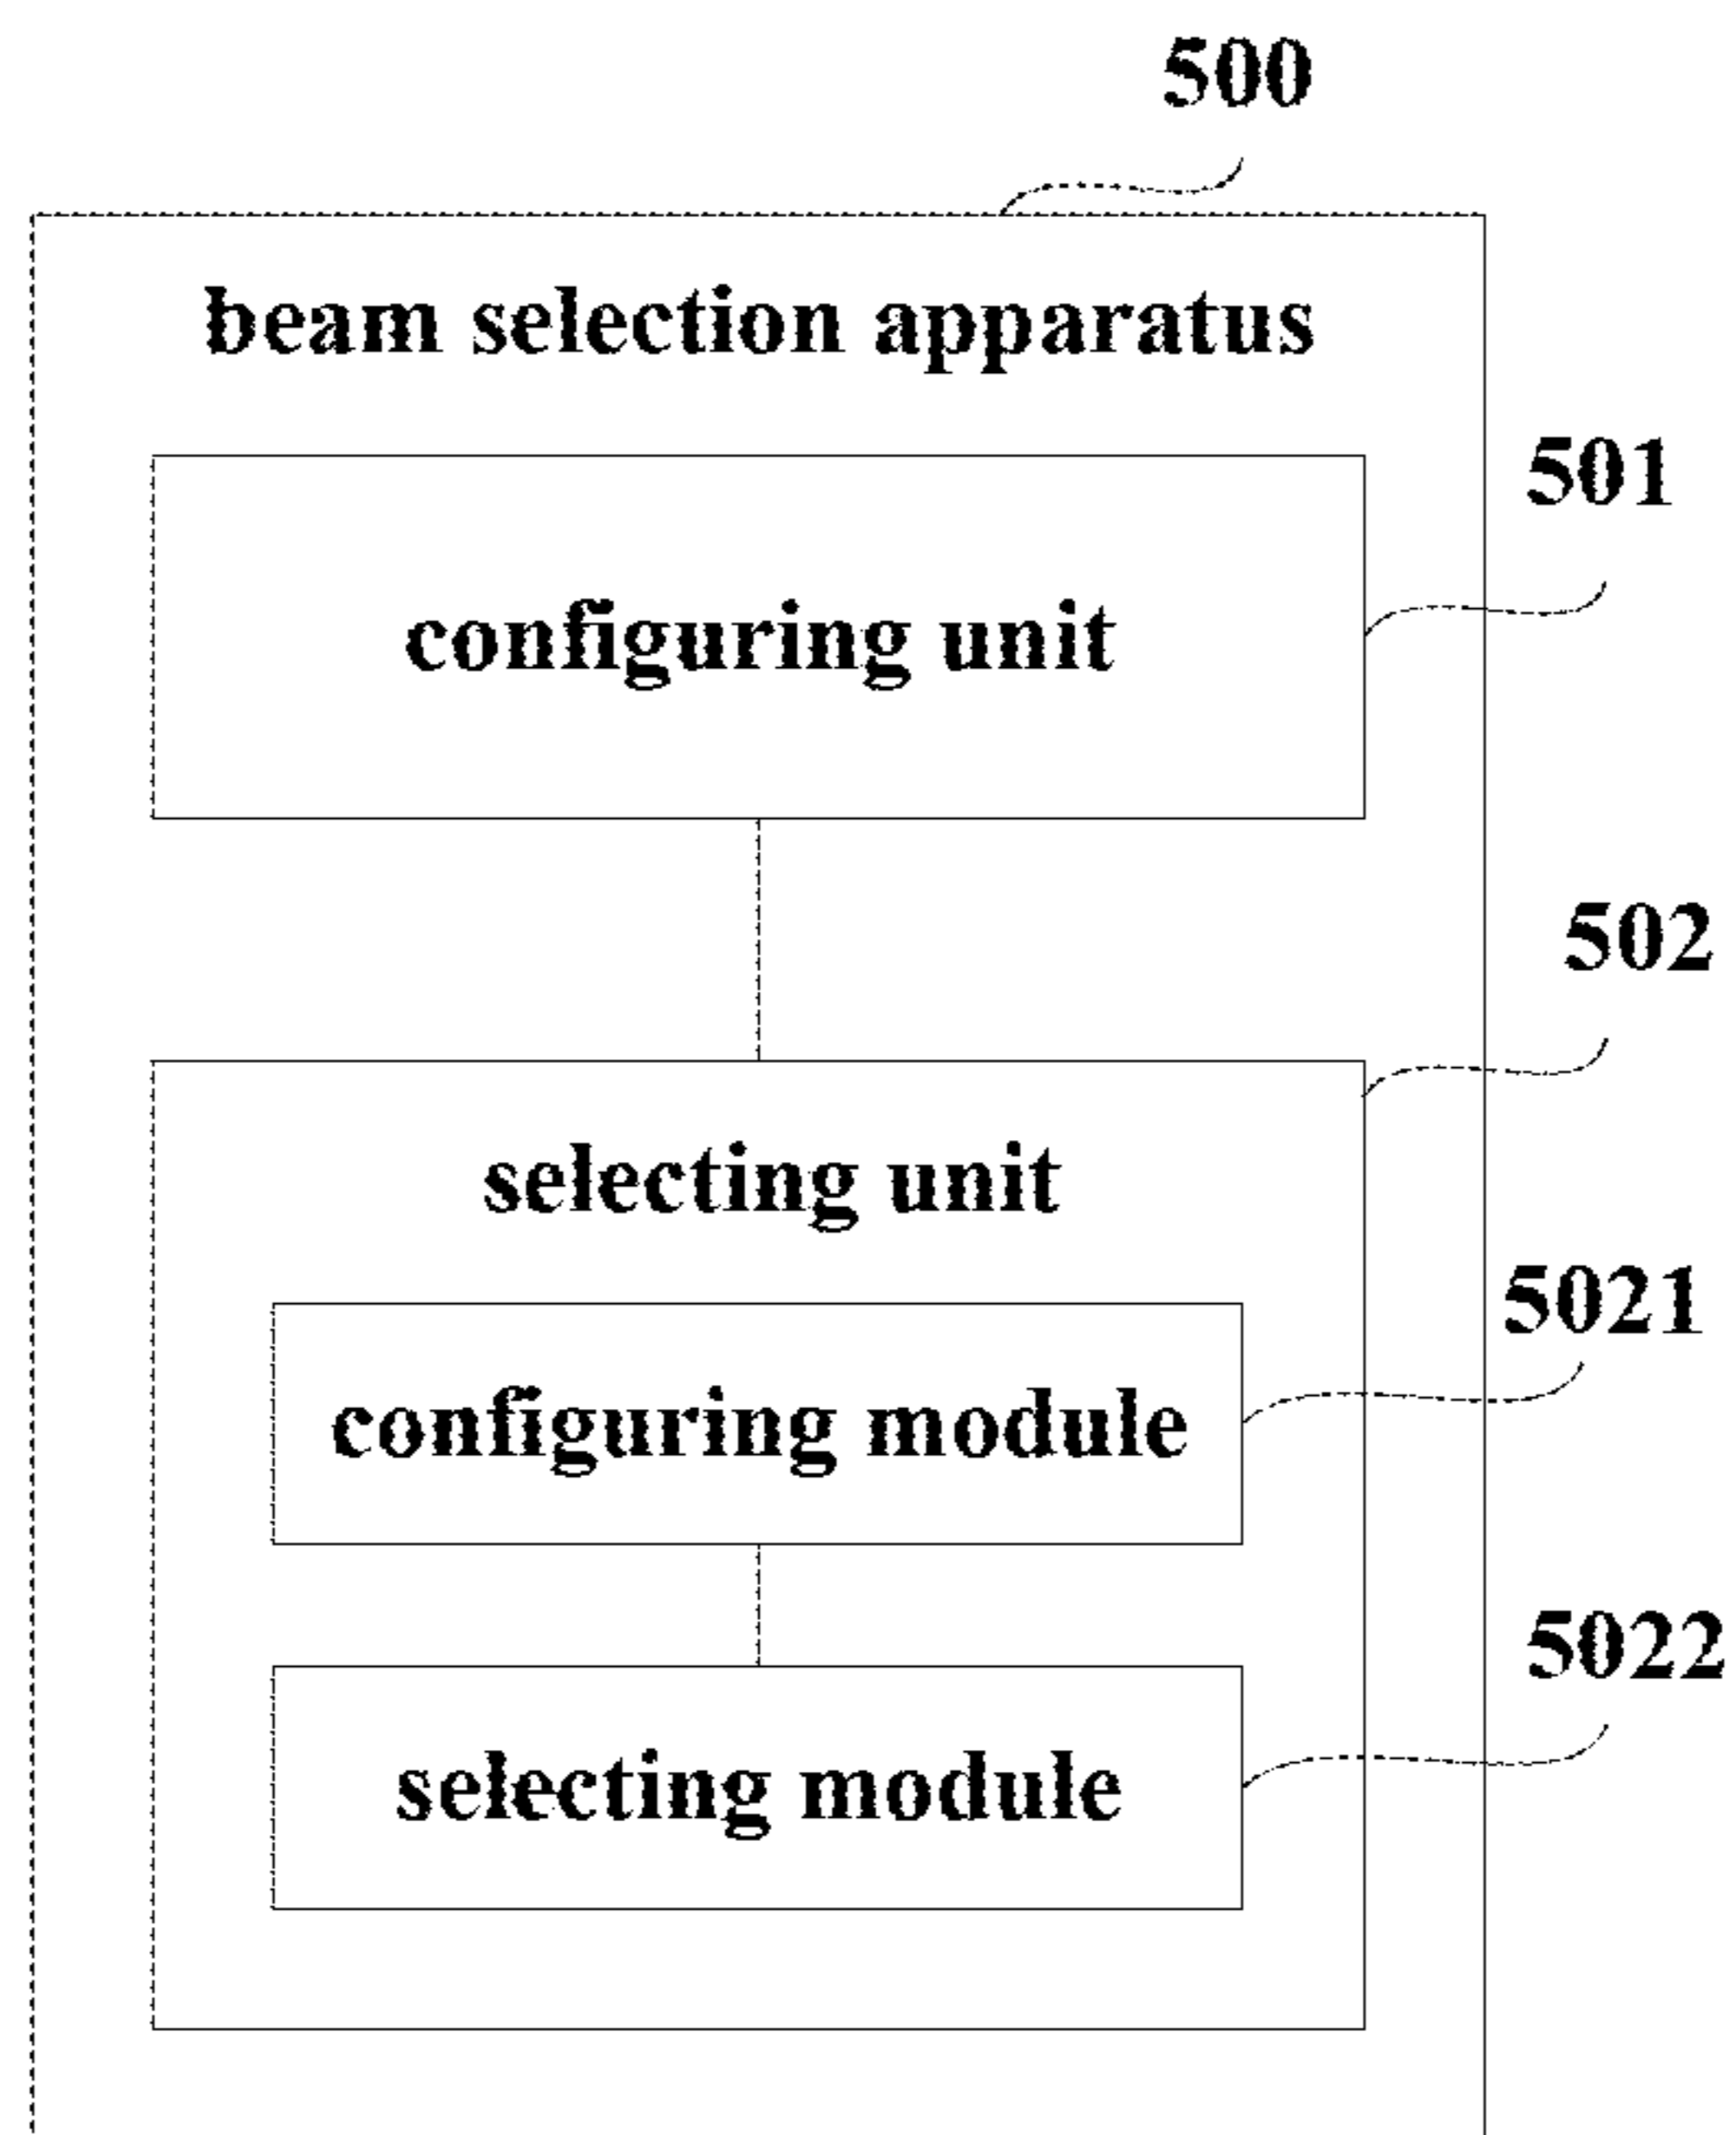 500
beam selection apparatus
501
configuring unit
502
selecting unit
5021
configuring module
5022
selecting module